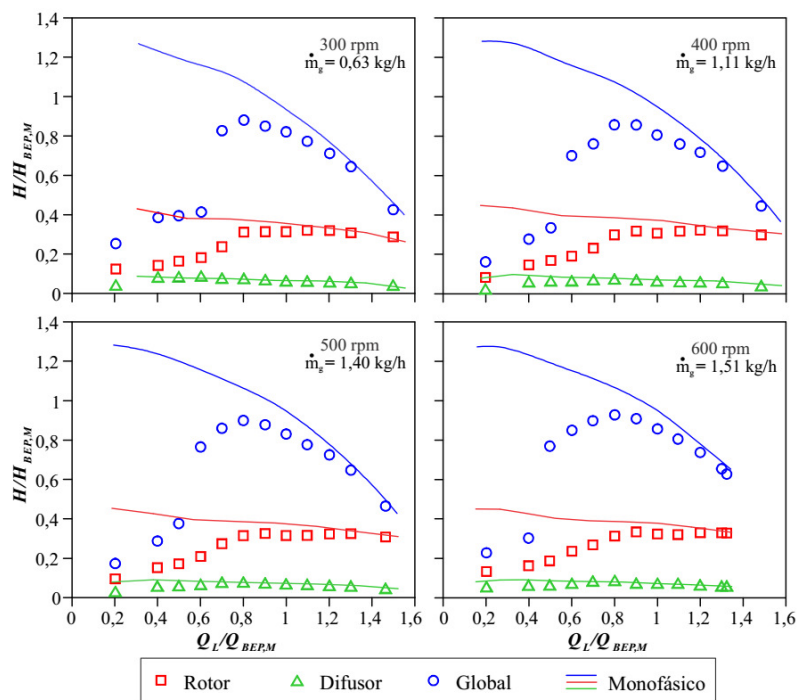 1,4
1,2
1
0,8
0,6
0,4
0,2
0
H/H_BEP,M
300 rpm
ṁ_g = 0,63 kg/h
400 rpm
ṁ_g = 1,11 kg/h
1,4
1,2
1
0,8
0,6
0,4
0,2
0
H/H_BEP,M
500 rpm
ṁ_g = 1,40 kg/h
600 rpm
ṁ_g = 1,51 kg/h
0 0,2 0,4 0,6 0,8 1 1,2 1,4 1,6
0 0,2 0,4 0,6 0,8 1 1,2 1,4 1,6
Q_L/Q_BEP,M
Q_L/Q_BEP,M
Rotor Difusor Global Monofásico